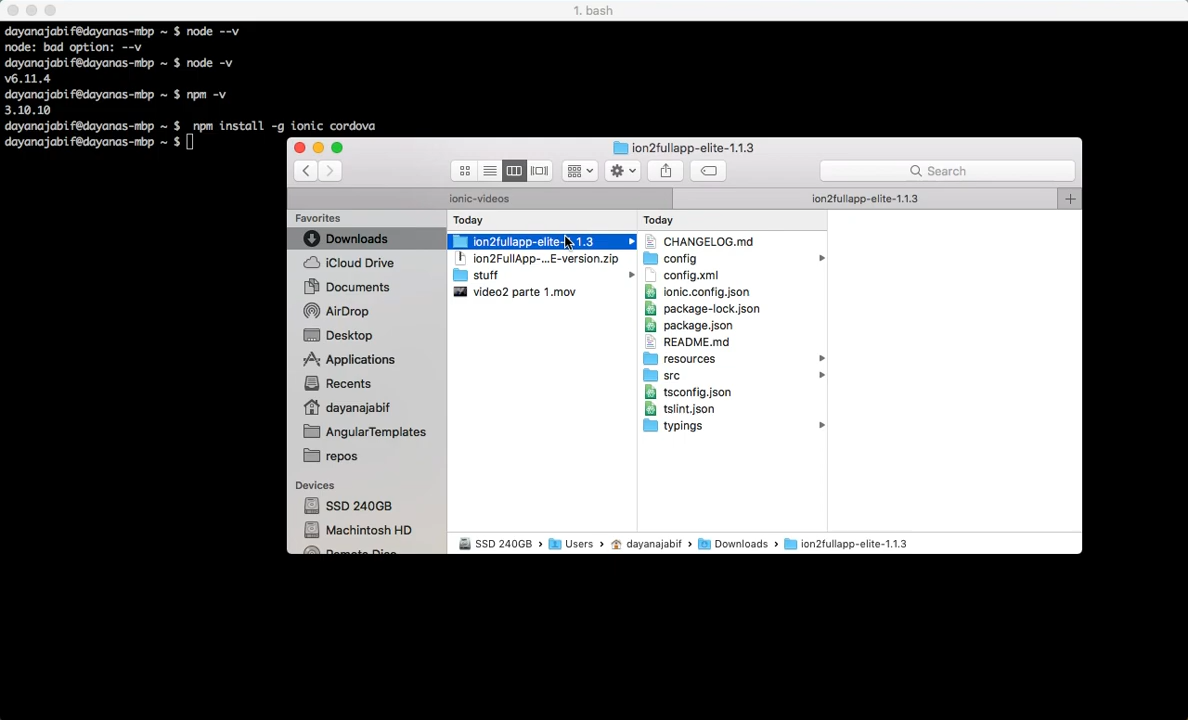 1. bash
dayanajabif@dayanas-mbp ~ $ node --v
node: bad option: --v
dayanajabif@dayanas-mbp ~ $ node -v
v6.11.4
dayanajabif@dayanas-mbp ~ $ npm -v
3.10.10
dayanajabif@dayanas-mbp ~ $  npm install -g ionic cordova
dayanajabif@dayanas-mbp ~ $
ion2fullapp-elite-1.1.3
Search
ionic-videos
ion2fullapp-elite-1.1.3
Favorites
Downloads
iCloud Drive
Documents
AirDrop
Desktop
Applications
Recents
dayanajabif
AngularTemplates
repos
Devices
SSD 240GB
Machintosh HD
Today
ion2fullapp-elite-1.1.3
ion2FullApp-...E-version.zip
stuff
video2 parte 1.mov
Today
CHANGELOG.md
config
config.xml
ionic.config.json
package-lock.json
package.json
README.md
resources
src
tsconfig.json
tslint.json
typings
SSD 240GB › Users › dayanajabif › Downloads › ion2fullapp-elite-1.1.3